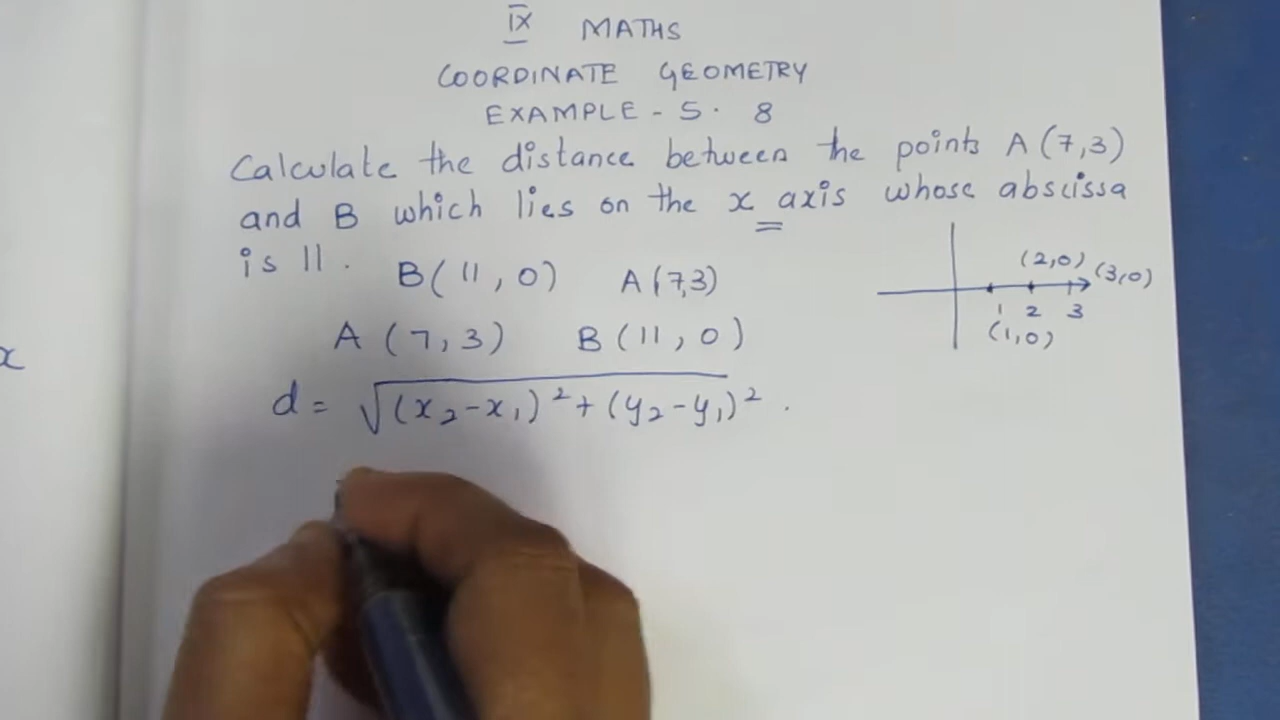 IX MATHS
COORDINATE GEOMETRY
EXAMPLE - 5. 8
Calculate the distance between the points A(7,3)
and B which lies on the x axis whose abscissa
is 11.
B(11,0) A(7,3)
A (7,3) B(11,0)
d = √(x₂-x₁)²+(y₂-y₁)² .
(2,0) (3,0)
1 2 3
(1,0)
x